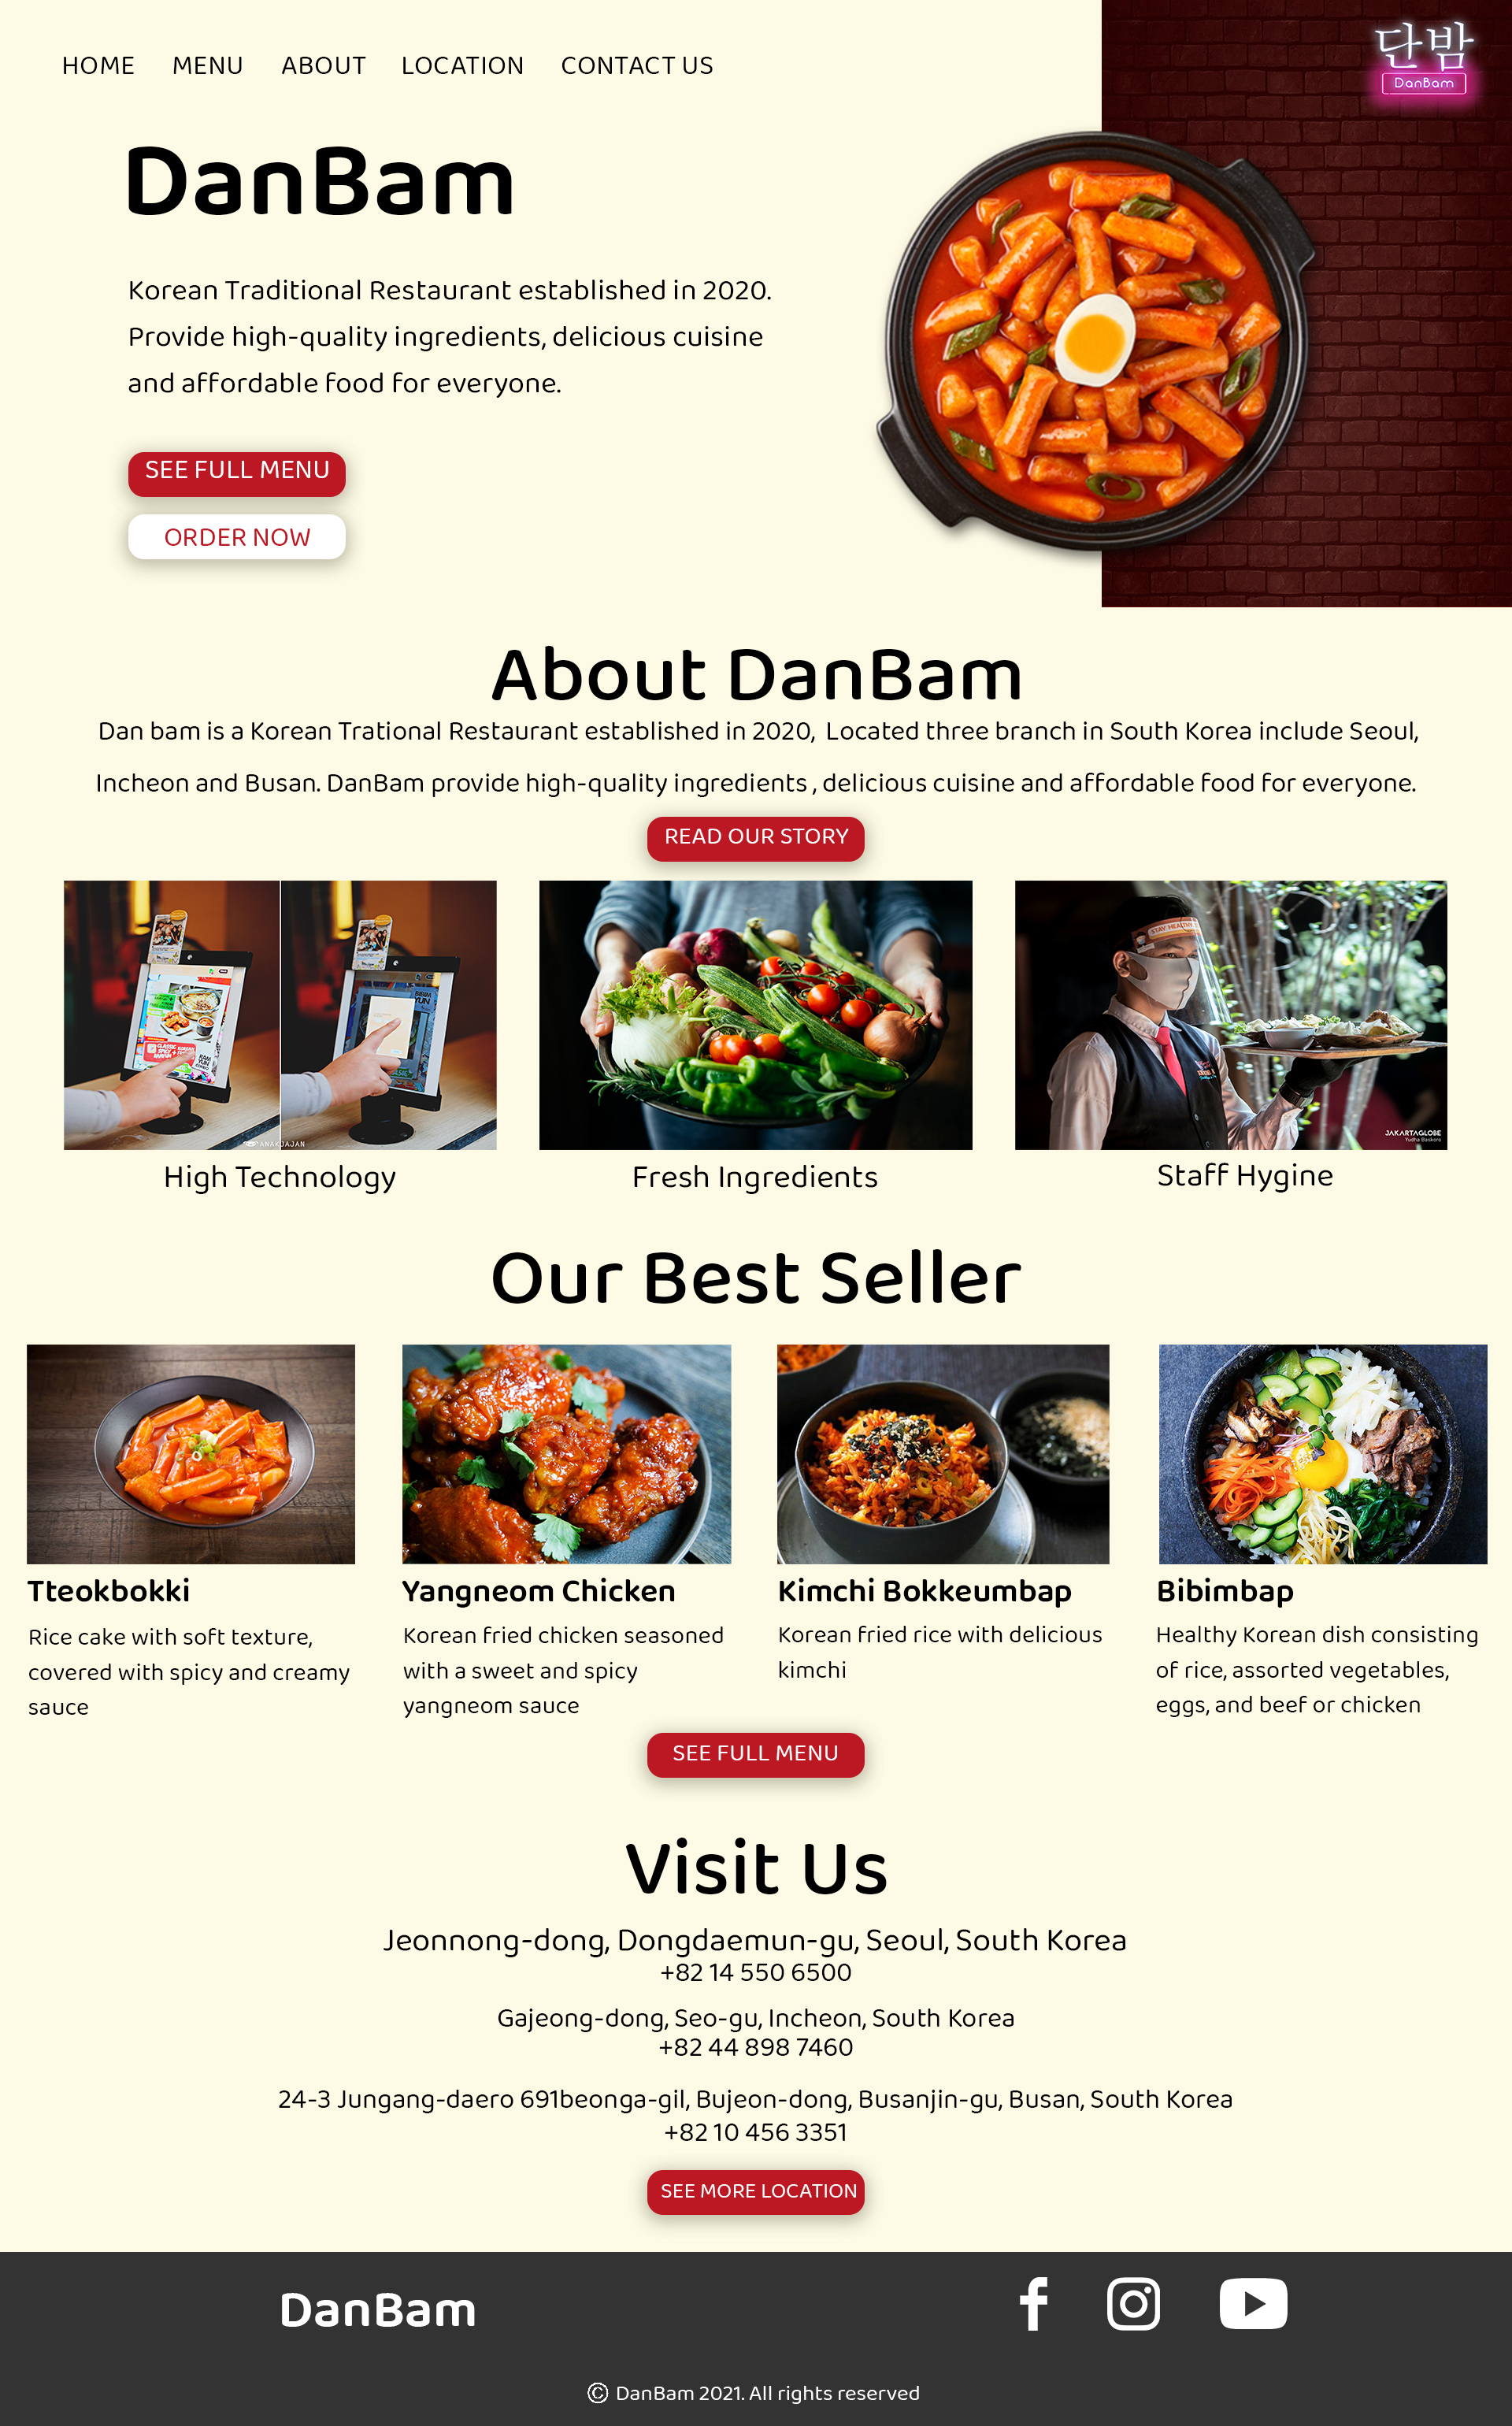 HOME MENU ABOUT LOCATION CONTACT US
단밤
DanBam
DanBam
Korean Traditional Restaurant established in 2020.
Provide high-quality ingredients, delicious cuisine
and affordable food for everyone.
SEE FULL MENU
ORDER NOW
About DanBam
Dan bam is a Korean Trational Restaurant established in 2020, Located three branch in South Korea include Seoul,
Incheon and Busan. DanBam provide high-quality ingredients , delicious cuisine and affordable food for everyone.
READ OUR STORY
STAY HEALTHY
ANAKJAJAN
JAKARTAGLOBE
Yudha Baskoro
High Technology
Fresh Ingredients
Staff Hygine
Our Best Seller
Tteokbokki
Rice cake with soft texture,
covered with spicy and creamy
sauce
Yangneom Chicken
Korean fried chicken seasoned
with a sweet and spicy
yangneom sauce
Kimchi Bokkeumbap
Korean fried rice with delicious
kimchi
Bibimbap
Healthy Korean dish consisting
of rice, assorted vegetables,
eggs, and beef or chicken
SEE FULL MENU
Visit Us
Jeonnong-dong, Dongdaemun-gu, Seoul, South Korea
+82 14 550 6500
Gajeong-dong, Seo-gu, Incheon, South Korea
+82 44 898 7460
24-3 Jungang-daero 691beonga-gil, Bujeon-dong, Busanjin-gu, Busan, South Korea
+82 10 456 3351
SEE MORE LOCATION
DanBam
© DanBam 2021. All rights reserved